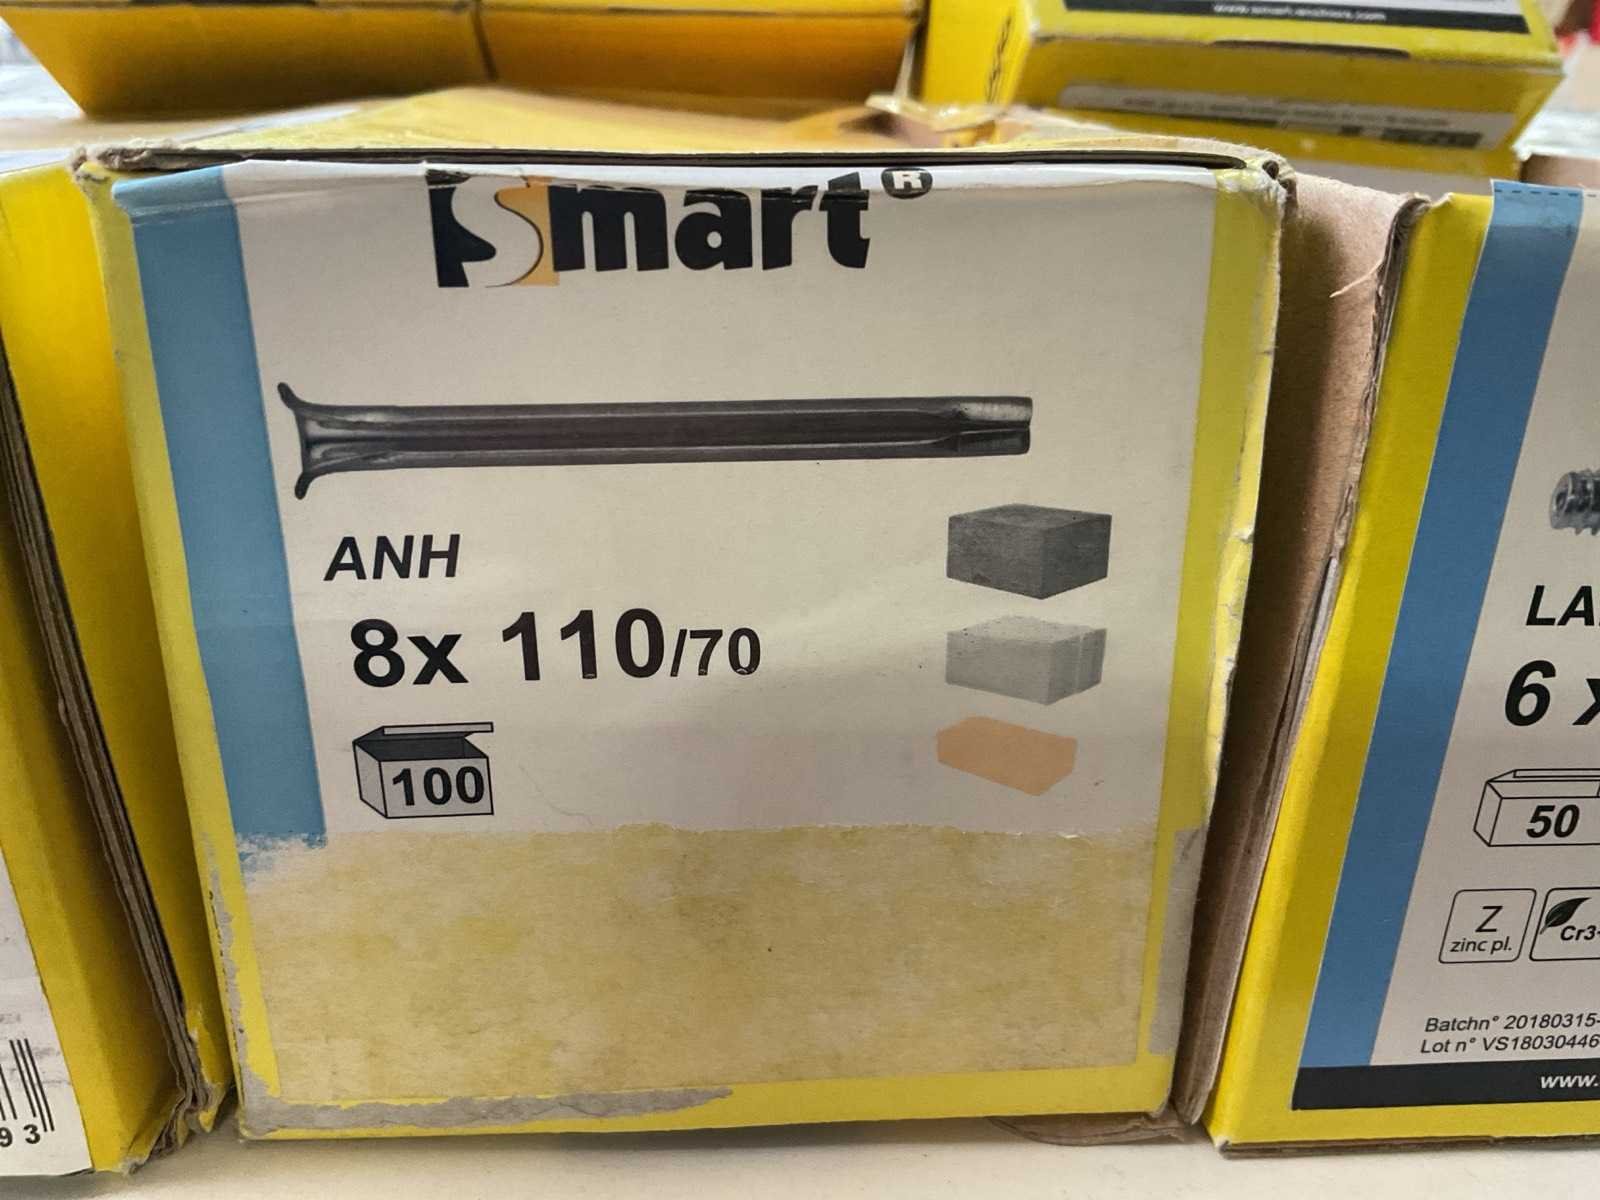 Smart®
ANH
8x 110/70
100
LA
6 x
50
Z
zinc pl.
Cr3+
Batchn° 20180315-
Lot n° VS18030446
www.
93